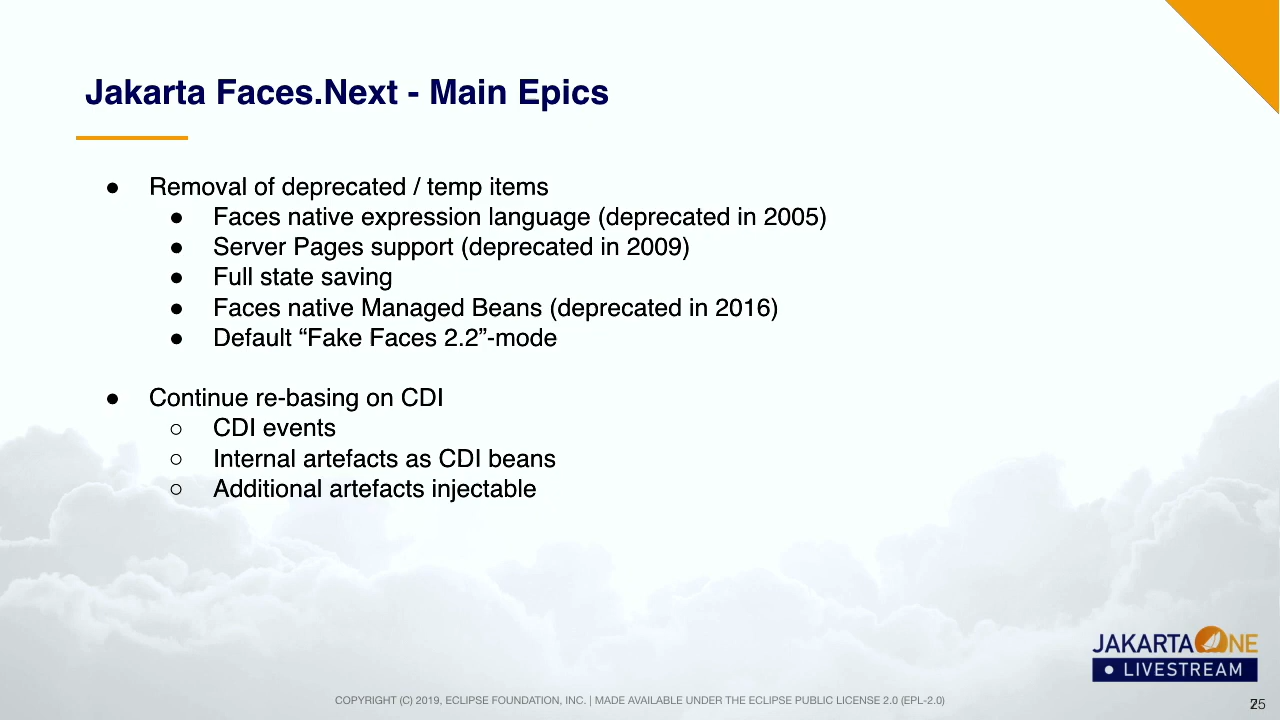 Jakarta Faces.Next - Main Epics
● Removal of deprecated / temp items
● Faces native expression language (deprecated in 2005)
● Server Pages support (deprecated in 2009)
● Full state saving
● Faces native Managed Beans (deprecated in 2016)
● Default “Fake Faces 2.2”-mode
● Continue re-basing on CDI
○ CDI events
○ Internal artefacts as CDI beans
○ Additional artefacts injectable
JAKARTA ONE
• LIVESTREAM
COPYRIGHT (C) 2019, ECLIPSE FOUNDATION, INC. | MADE AVAILABLE UNDER THE ECLIPSE PUBLIC LICENSE 2.0 (EPL-2.0)